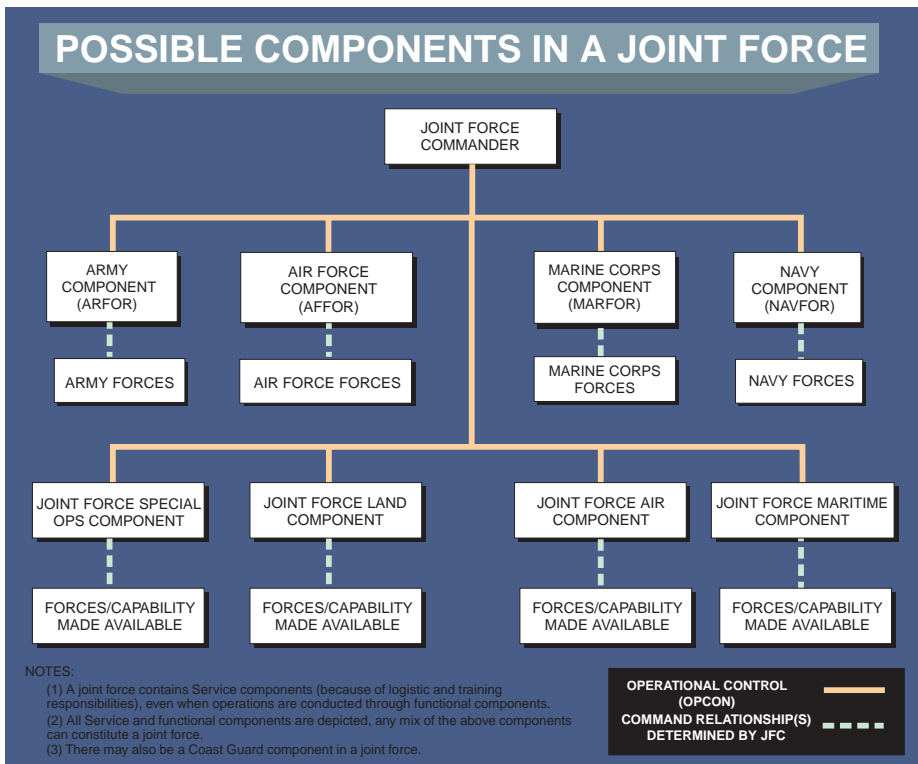 POSSIBLE COMPONENTS IN A JOINT FORCE
JOINT FORCE
COMMANDER
ARMY
COMPONENT
(ARFOR)
AIR FORCE
COMPONENT
(AFFOR)
MARINE CORPS
COMPONENT
(MARFOR)
NAVY
COMPONENT
(NAVFOR)
ARMY FORCES
AIR FORCE FORCES
MARINE CORPS
FORCES
NAVY FORCES
JOINT FORCE SPECIAL
OPS COMPONENT
JOINT FORCE LAND
COMPONENT
JOINT FORCE AIR
COMPONENT
JOINT FORCE MARITIME
COMPONENT
FORCES/CAPABILITY
MADE AVAILABLE
FORCES/CAPABILITY
MADE AVAILABLE
FORCES/CAPABILITY
MADE AVAILABLE
FORCES/CAPABILITY
MADE AVAILABLE
NOTES:
(1) A joint force contains Service components (because of logistic and training
responsibilities), even when operations are conducted through functional components.
(2) All Service and functional components are depicted, any mix of the above components
can constitute a joint force.
(3) There may also be a Coast Guard component in a joint force.
OPERATIONAL CONTROL
(OPCON)
COMMAND RELATIONSHIP(S)
DETERMINED BY JFC